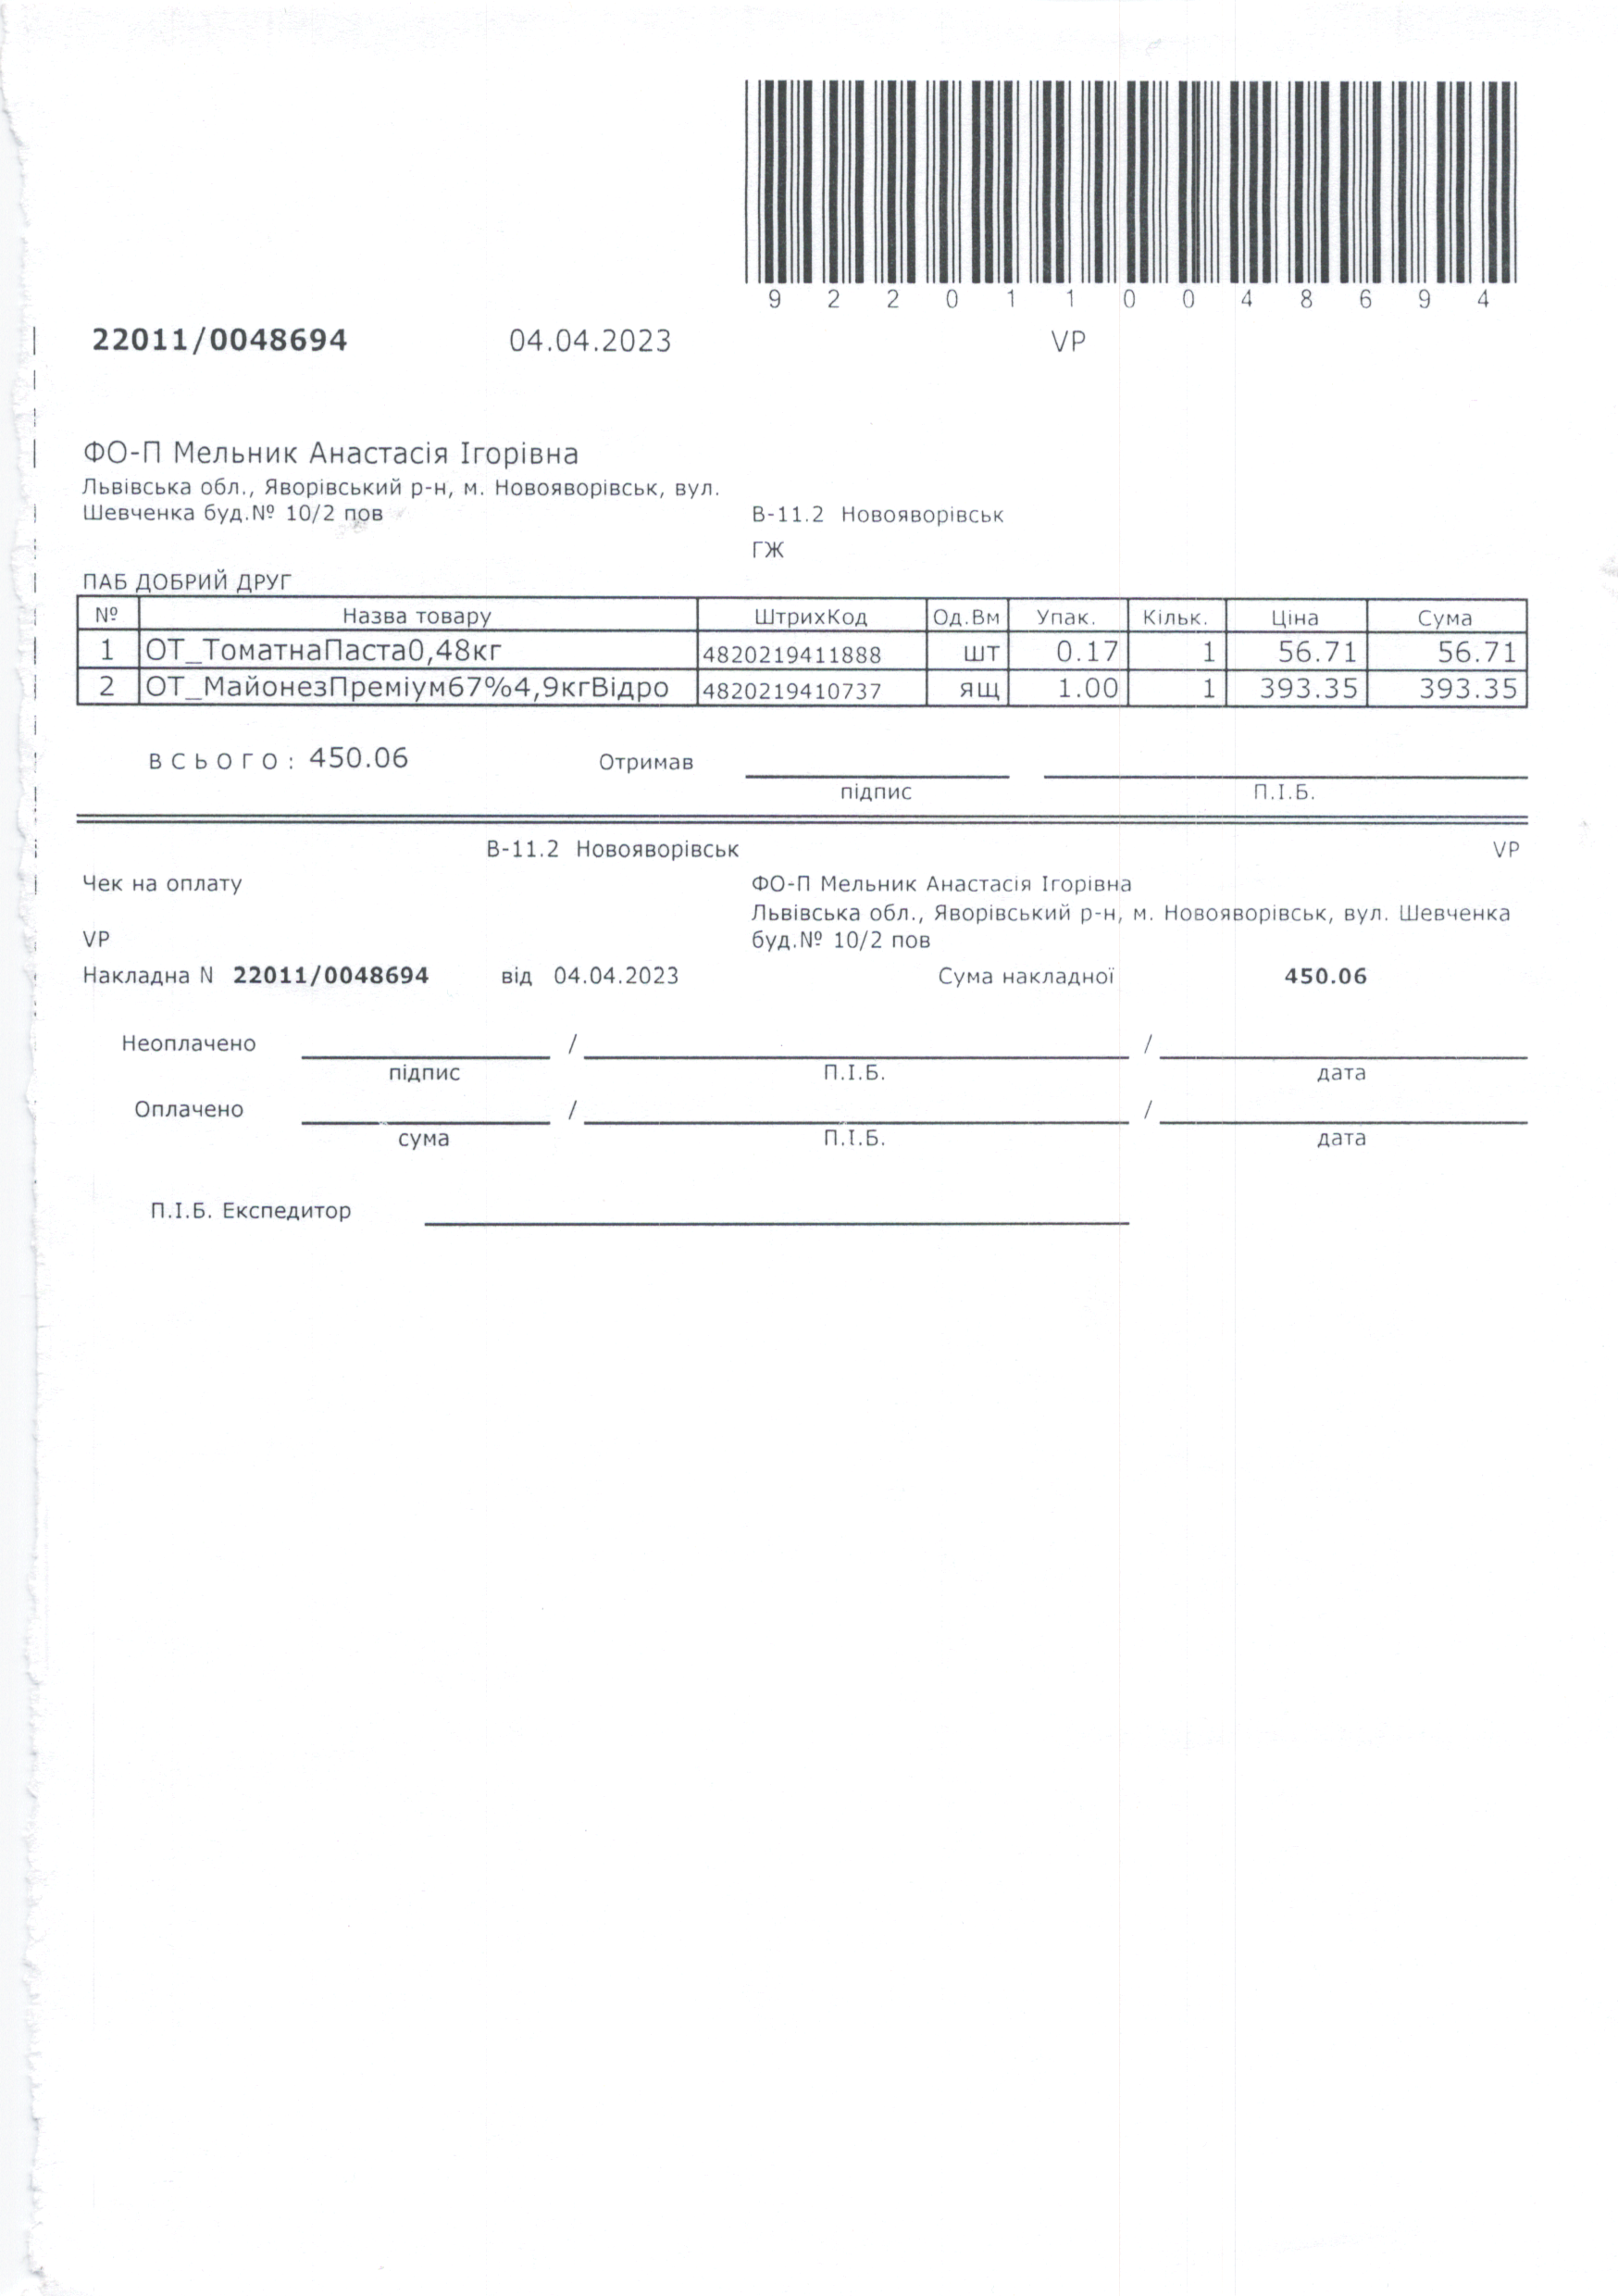 9 2 2 0 1 1 0 0 4 8 6 9 4
22011/0048694 04.04.2023 VP
ФО-П Мельник Анастасія Ігорівна
Львівська обл., Яворівський р-н, м. Новояворівськ, вул.
Шевченка буд.№ 10/2 пов В-11.2 Новояворівськ
ГЖ
ПАБ ДОБРИЙ ДРУГ
№ Назва товару ШтрихКод Од.Вм Упак. Кільк. Ціна Сума
1 ОТ_ТоматнаПаста0,48кг 4820219411888 шт 0.17 1 56.71 56.71
2 ОТ_МайонезПреміум67%4,9кгВідро 4820219410737 ящ 1.00 1 393.35 393.35
ВСЬОГО: 450.06 Отримав
підпис П.І.Б.
В-11.2 Новояворівськ VP
Чек на оплату ФО-П Мельник Анастасія Ігорівна
Львівська обл., Яворівський р-н, м. Новояворівськ, вул. Шевченка
VP буд.№ 10/2 пов
Накладна N 22011/0048694 від 04.04.2023 Сума накладної 450.06
Неоплачено / /
підпис П.І.Б. дата
Оплачено / /
сума П.І.Б. дата
П.І.Б. Експедитор